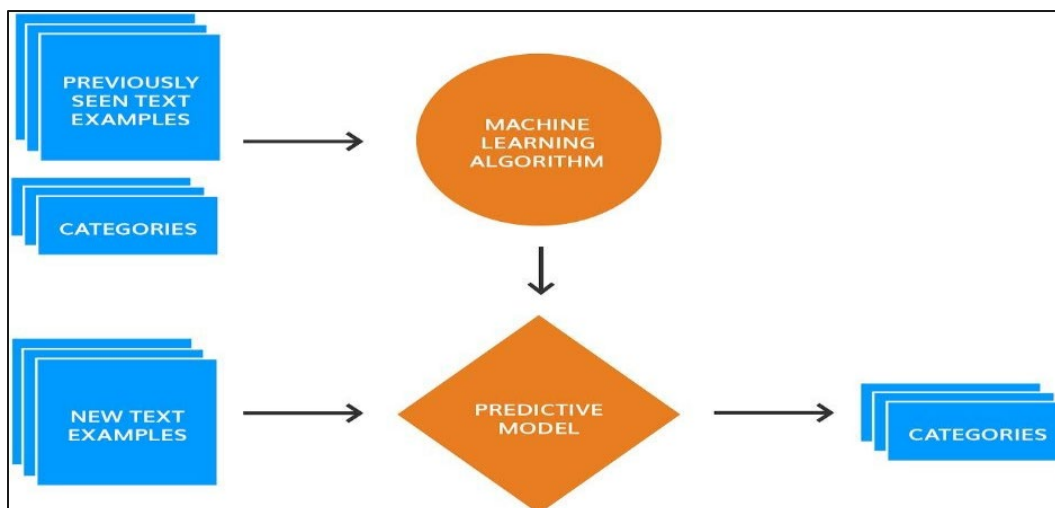 PREVIOUSLY
SEEN TEXT
EXAMPLES
MACHINE
LEARNING
ALGORITHM
CATEGORIES
NEW TEXT
EXAMPLES
PREDICTIVE
MODEL
CATEGORIES